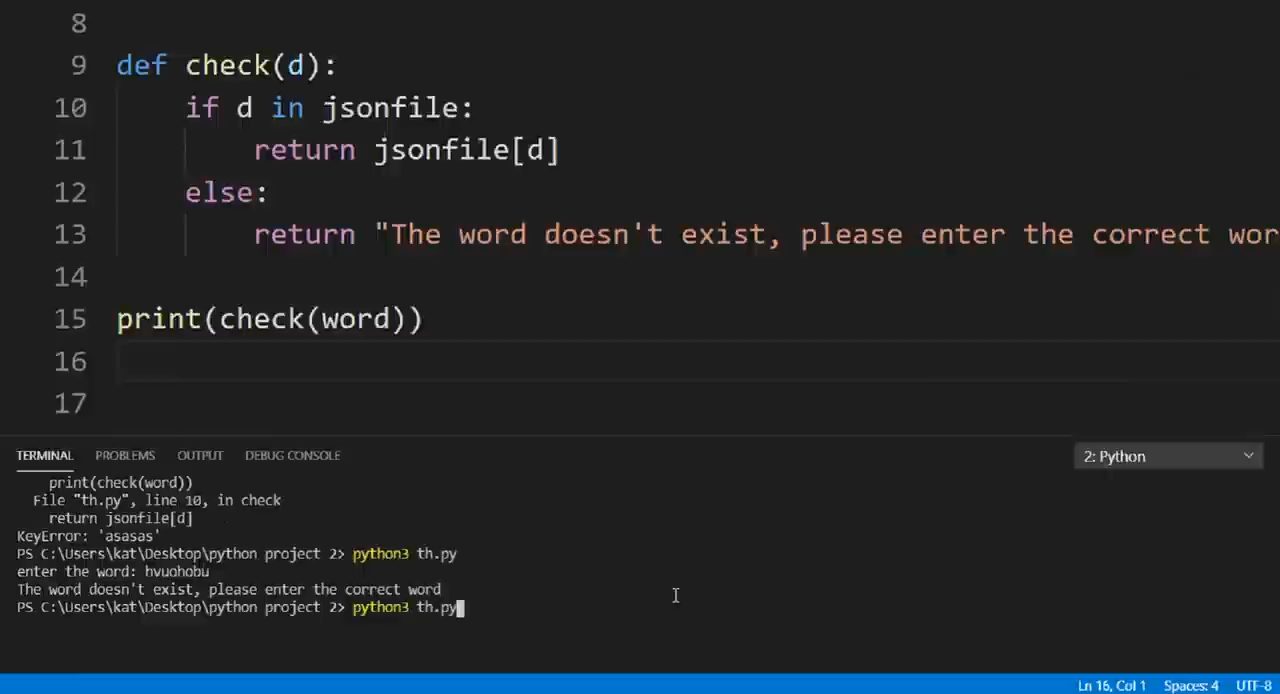 8
9 def check(d):
10 if d in jsonfile:
11 return jsonfile[d]
12 else:
13 return "The word doesn't exist, please enter the correct wor
14
15 print(check(word))
16
17
TERMINAL PROBLEMS OUTPUT DEBUG CONSOLE 2: Python
print(check(word))
File "th.py", line 10, in check
return jsonfile[d]
KeyError: 'asasas'
PS C:\Users\kat\Desktop\python project 2> python3 th.py
enter the word: hvuohobu
The word doesn't exist, please enter the correct word
PS C:\Users\kat\Desktop\python project 2> python3 th.py
Ln 16, Col 1 Spaces: 4 UTF-8